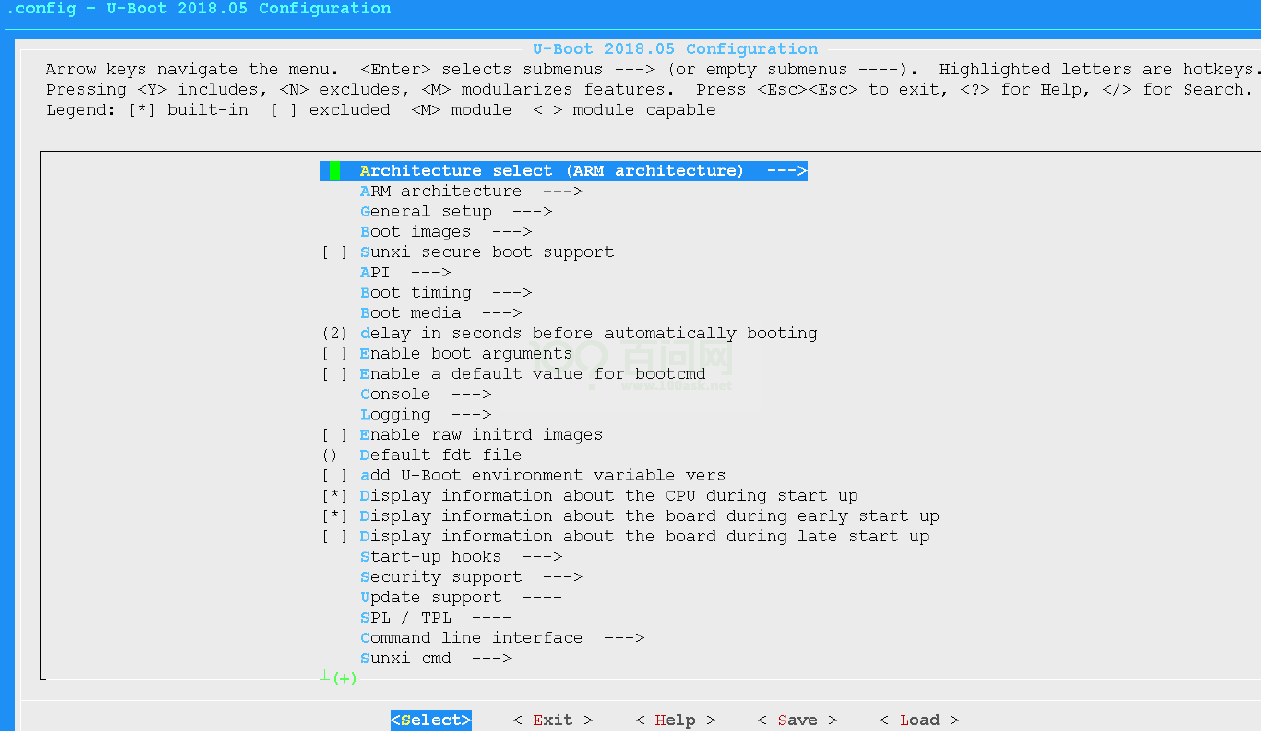 .config - U-Boot 2018.05 Configuration
U-Boot 2018.05 Configuration
Arrow keys navigate the menu.  <Enter> selects submenus ---> (or empty submenus ----).  Highlighted letters are hotkeys.
Pressing <Y> includes, <N> excludes, <M> modularizes features.  Press <Esc><Esc> to exit, <?> for Help, </> for Search.
Legend: [*] built-in  [ ] excluded  <M> module  < > module capable
Architecture select (ARM architecture)  --->
ARM architecture  --->
General setup  --->
Boot images  --->
[ ] Sunxi secure boot support
API  --->
Boot timing  --->
Boot media  --->
(2) delay in seconds before automatically booting
[ ] Enable boot arguments
[ ] Enable a default value for bootcmd
100 百问网
www.100ask.net
Console  --->
Logging  --->
[ ] Enable raw initrd images
() Default fdt file
[ ] add U-Boot environment variable vers
[*] Display information about the CPU during start up
[*] Display information about the board during early start up
[ ] Display information about the board during late start up
Start-up hooks  --->
Security support  --->
Update support  ----
SPL / TPL  ----
Command line interface  --->
Sunxi cmd  --->
┴(+)
<Select>    < Exit >    < Help >    < Save >    < Load >